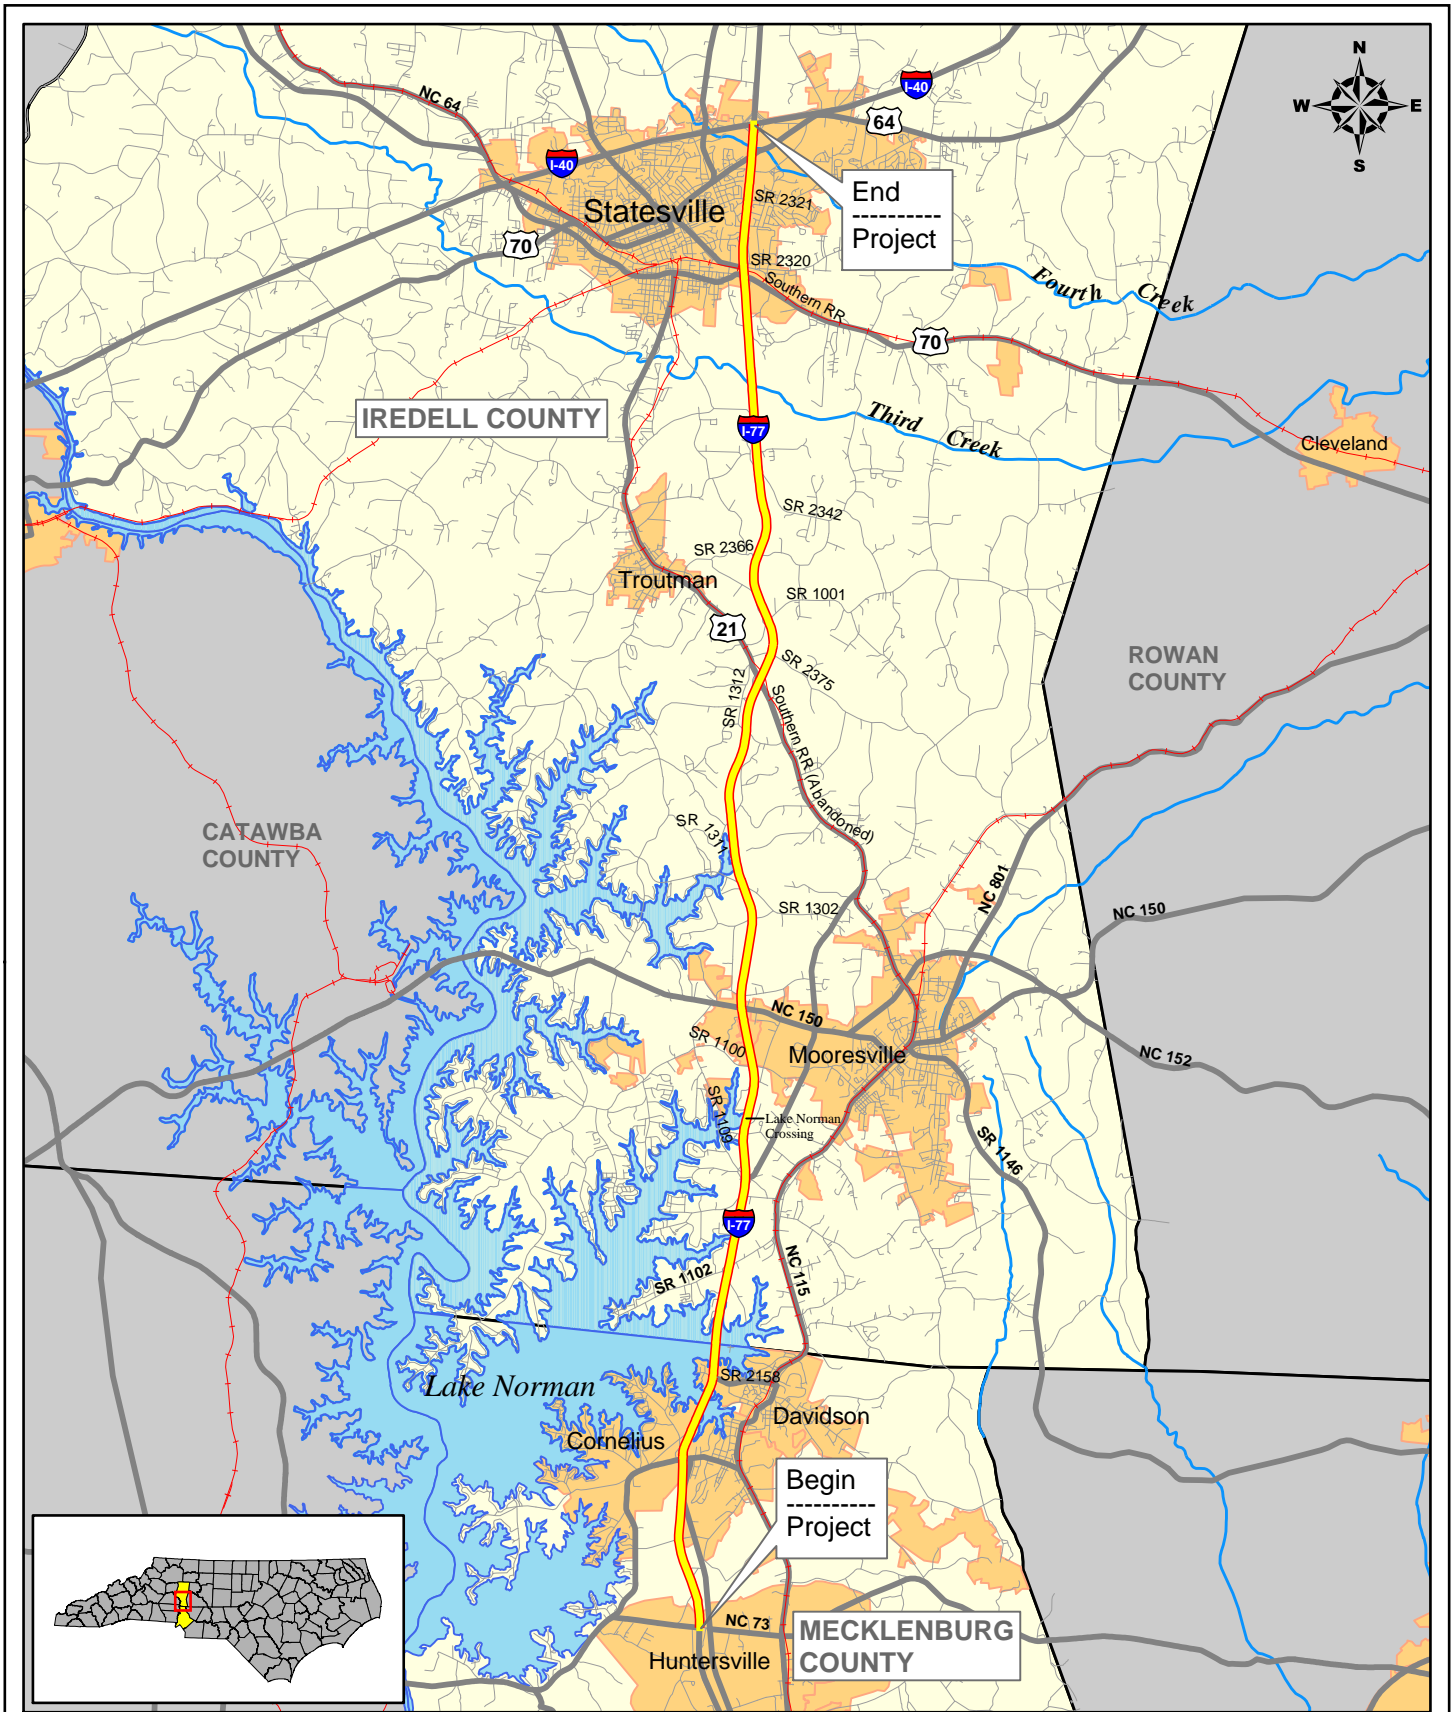 N
W E
S
I-40
NC 64
64
I-40
End
----------
Project
SR 2321
Statesville
70
SR 2320
Southern RR
Fourth Creek
70
IREDELL COUNTY
Third Creek
I-77
Cleveland
SR 2342
SR 2366
Troutman
SR 1001
21
SR 2375
ROWAN
COUNTY
SR 1312
Southern RR (Abandoned)
CATAWBA
COUNTY
SR 1311
NC 801
SR 1302
NC 150
NC 150
SR 1100
Mooresville
NC 152
SR 1109
Lake Norman
Crossing
SR 1146
I-77
SR 1102
NC 115
SR 2158
Lake Norman
Davidson
Cornelius
Begin
----------
Project
NC 73
MECKLENBURG
COUNTY
Huntersville